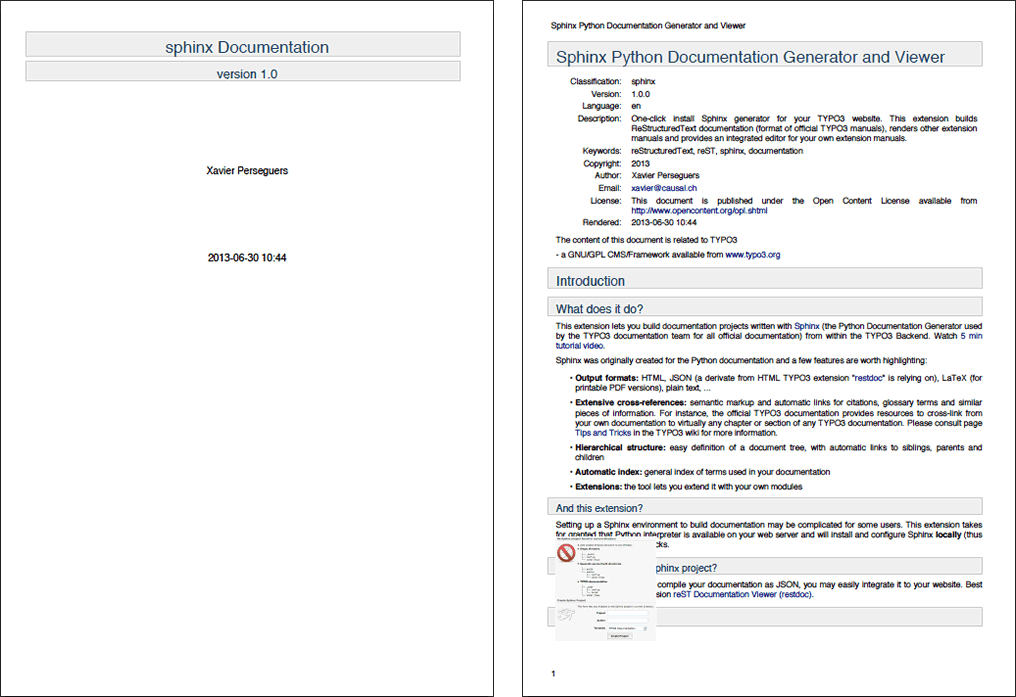 sphinx Documentation
version 1.0
Xavier Perseguers
2013-06-30 10:44
Sphinx Python Documentation Generator and Viewer
Sphinx Python Documentation Generator and Viewer
Classification: sphinx
Version: 1.0.0
Language: en
Description: One-click install Sphinx generator for your TYPO3 website. This extension builds
ReStructuredText documentation (format of official TYPO3 manuals), renders other extension
manuals and provides an integrated editor for your own extension manuals.
Keywords: reStructuredText, reST, sphinx, documentation
Copyright: 2013
Author: Xavier Perseguers
Email: xavier@causal.ch
License: This document is published under the Open Content License available from
http://www.opencontent.org/opl.shtml
Rendered: 2013-06-30 10:44
The content of this document is related to TYPO3
- a GNU/GPL CMS/Framework available from www.typo3.org
Introduction
What does it do?
This extension lets you build documentation projects written with Sphinx (the Python Documentation Generator used
by the TYPO3 documentation team for all official documentation) from within the TYPO3 Backend. Watch 5 min
tutorial video.
Sphinx was originally created for the Python documentation and a few features are worth highlighting:
• Output formats: HTML, JSON (a derivate from HTML TYPO3 extension "restdoc" is relying on), LaTeX (for
printable PDF versions), plain text, ...
• Extensive cross-references: semantic markup and automatic links for citations, glossary terms and similar
pieces of information. For instance, the official TYPO3 documentation provides resources to cross-link from
your own documentation to virtually any chapter or section of any TYPO3 documentation. Please consult page
Tips and Tricks in the TYPO3 wiki for more information.
• Hierarchical structure: easy definition of a document tree, with automatic links to siblings, parents and
children
• Automatic index: general index of terms used in your documentation
• Extensions: the tool lets you extend it with your own modules
And this extension?
Setting up a Sphinx environment to build documentation may be complicated for some users. This extension takes
for granted that Python interpreter is available on your web server and will install and configure Sphinx locally (thus
cks.
phinx project?
compile your documentation as JSON, you may easily integrate it to your website. Best
sion reST Documentation Viewer (restdoc).
1